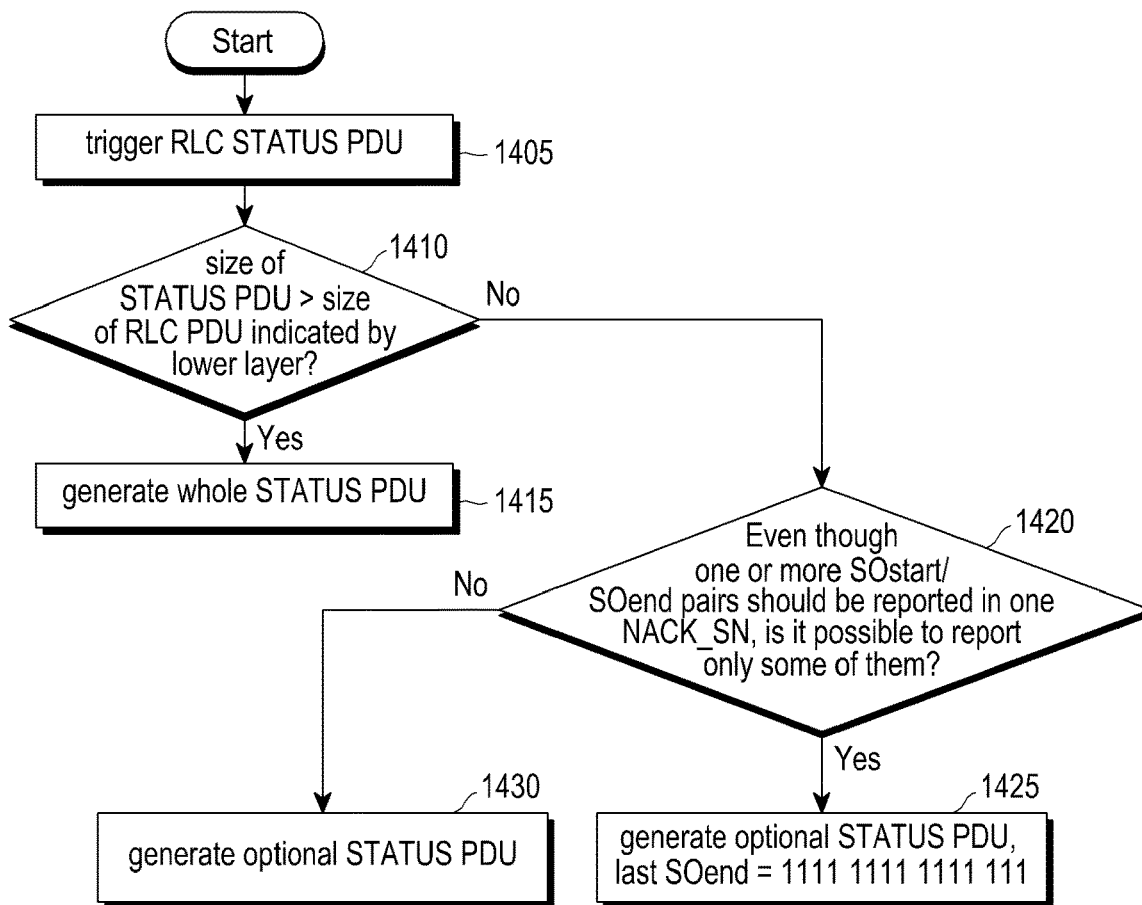 Start
trigger RLC STATUS PDU
1405
1410
size of
STATUS PDU > size
of RLC PDU indicated by
lower layer?
No
Yes
generate whole STATUS PDU
1415
1420
Even though
one or more SOstart/
SOend pairs should be reported in one
NACK_SN, is it possible to report
only some of them?
No
Yes
1430
generate optional STATUS PDU
1425
generate optional STATUS PDU,
last SOend = 1111 1111 1111 111